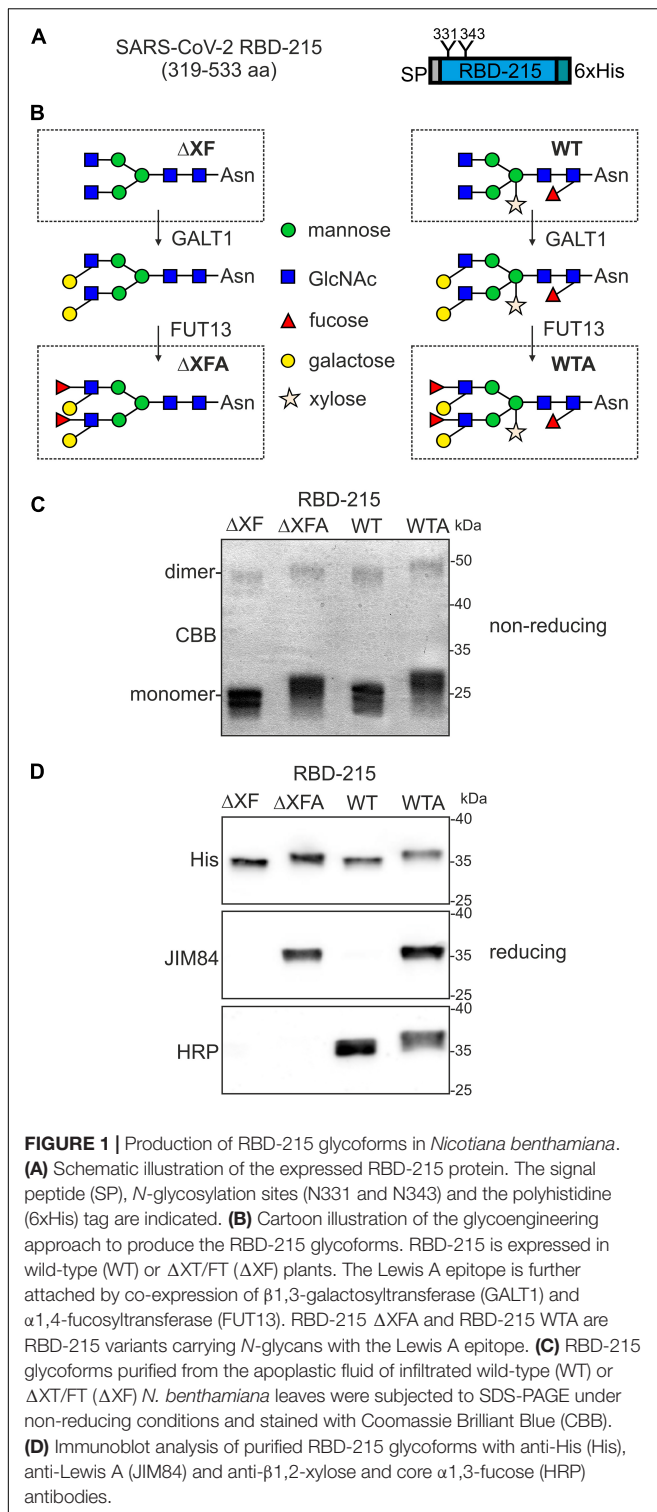 A
SARS-CoV-2 RBD-215
(319-533 aa)
331 343
SP RBD-215 6xHis
B
ΔXF
Asn
GALT1
Asn
FUT13
ΔXFA
Asn
mannose
GlcNAc
fucose
galactose
xylose
WT
Asn
GALT1
Asn
FUT13
WTA
Asn
C
RBD-215
ΔXF ΔXFA WT WTA kDa
dimer-
CBB
monomer-
-50
-40
-35
-25
non-reducing
D
RBD-215
ΔXF ΔXFA WT WTA kDa
His
-40
-35
-25
JIM84
-40
-35
-25
reducing
HRP
-40
-35
-25
FIGURE 1 | Production of RBD-215 glycoforms in Nicotiana benthamiana.
(A) Schematic illustration of the expressed RBD-215 protein. The signal
peptide (SP), N-glycosylation sites (N331 and N343) and the polyhistidine
(6xHis) tag are indicated. (B) Cartoon illustration of the glycoengineering
approach to produce the RBD-215 glycoforms. RBD-215 is expressed in
wild-type (WT) or ΔXT/FT (ΔXF) plants. The Lewis A epitope is further
attached by co-expression of β1,3-galactosyltransferase (GALT1) and
α1,4-fucosyltransferase (FUT13). RBD-215 ΔXFA and RBD-215 WTA are
RBD-215 variants carrying N-glycans with the Lewis A epitope. (C) RBD-215
glycoforms purified from the apoplastic fluid of infiltrated wild-type (WT) or
ΔXT/FT (ΔXF) N. benthamiana leaves were subjected to SDS-PAGE under
non-reducing conditions and stained with Coomassie Brilliant Blue (CBB).
(D) Immunoblot analysis of purified RBD-215 glycoforms with anti-His (His),
anti-Lewis A (JIM84) and anti-β1,2-xylose and core α1,3-fucose (HRP)
antibodies.